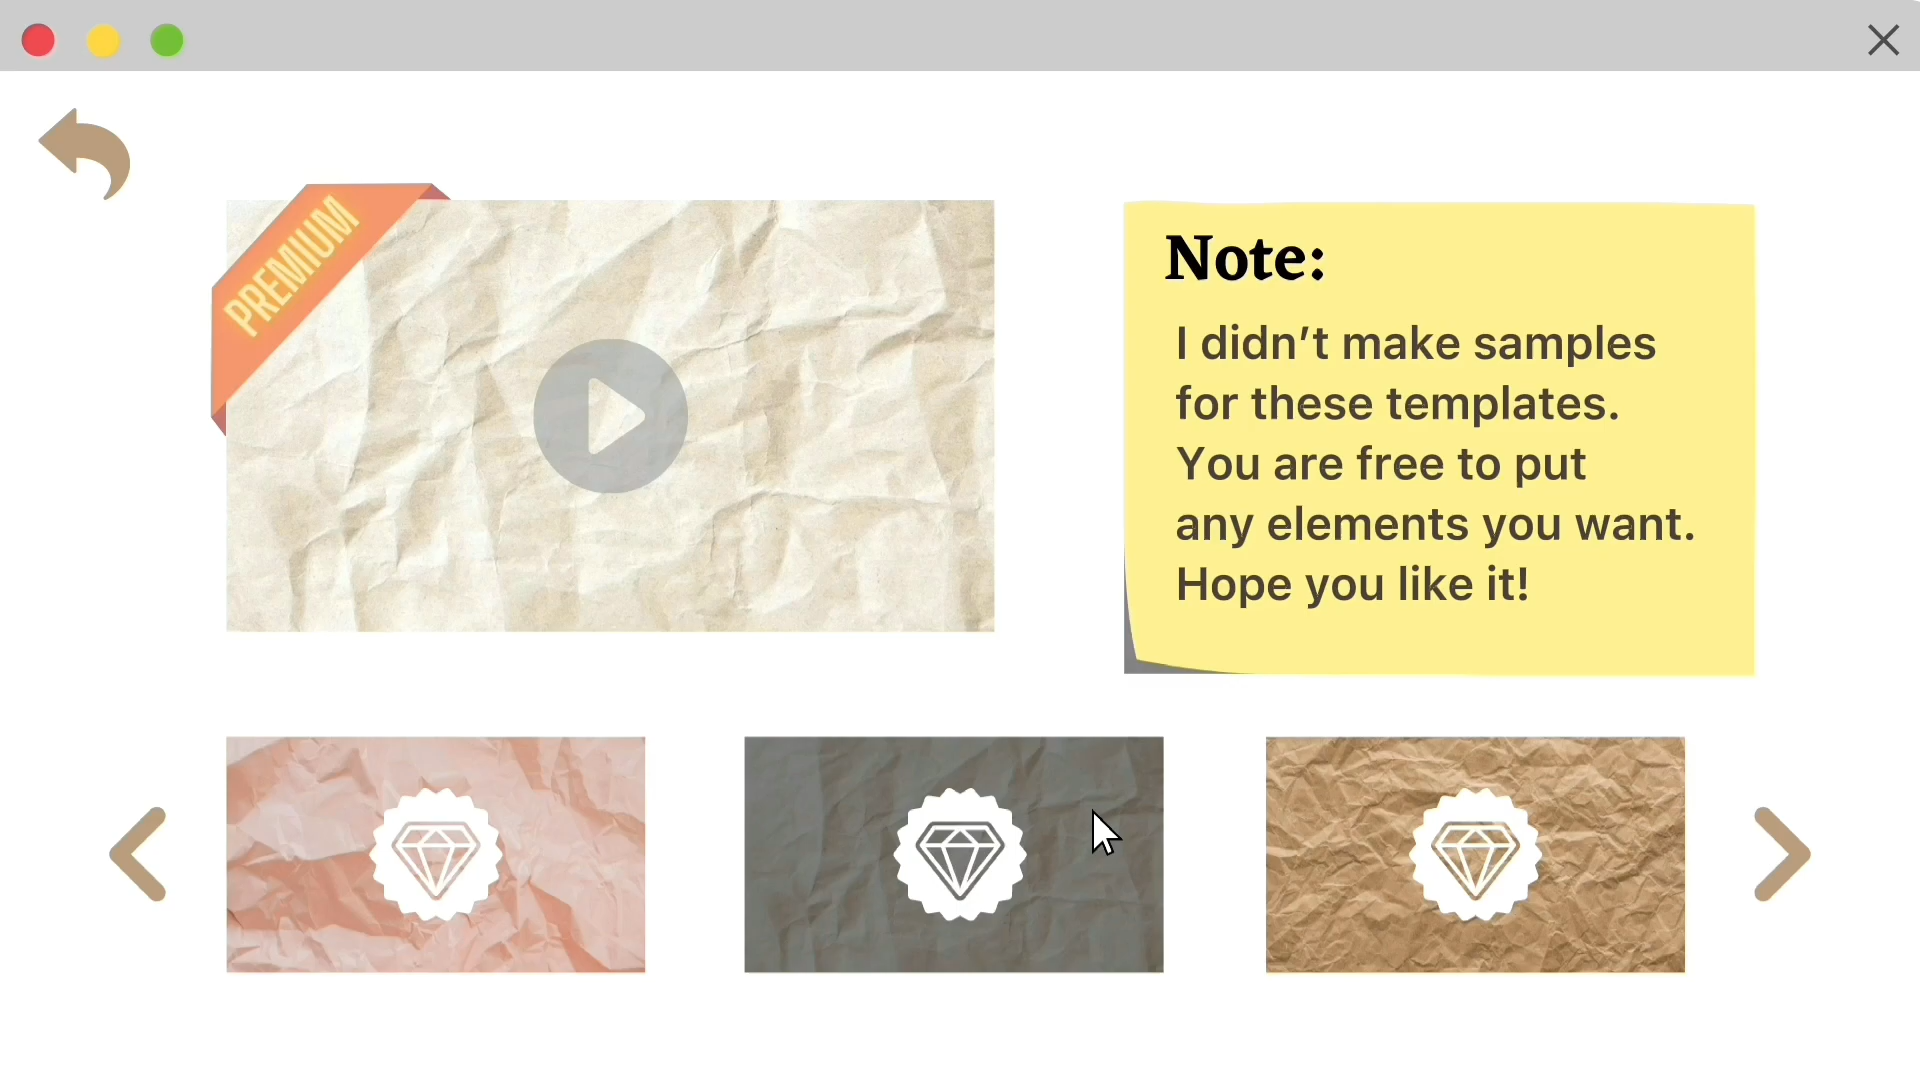 PREMIUM
Note:
I didn’t make samples
for these templates.
You are free to put
any elements you want.
Hope you like it!